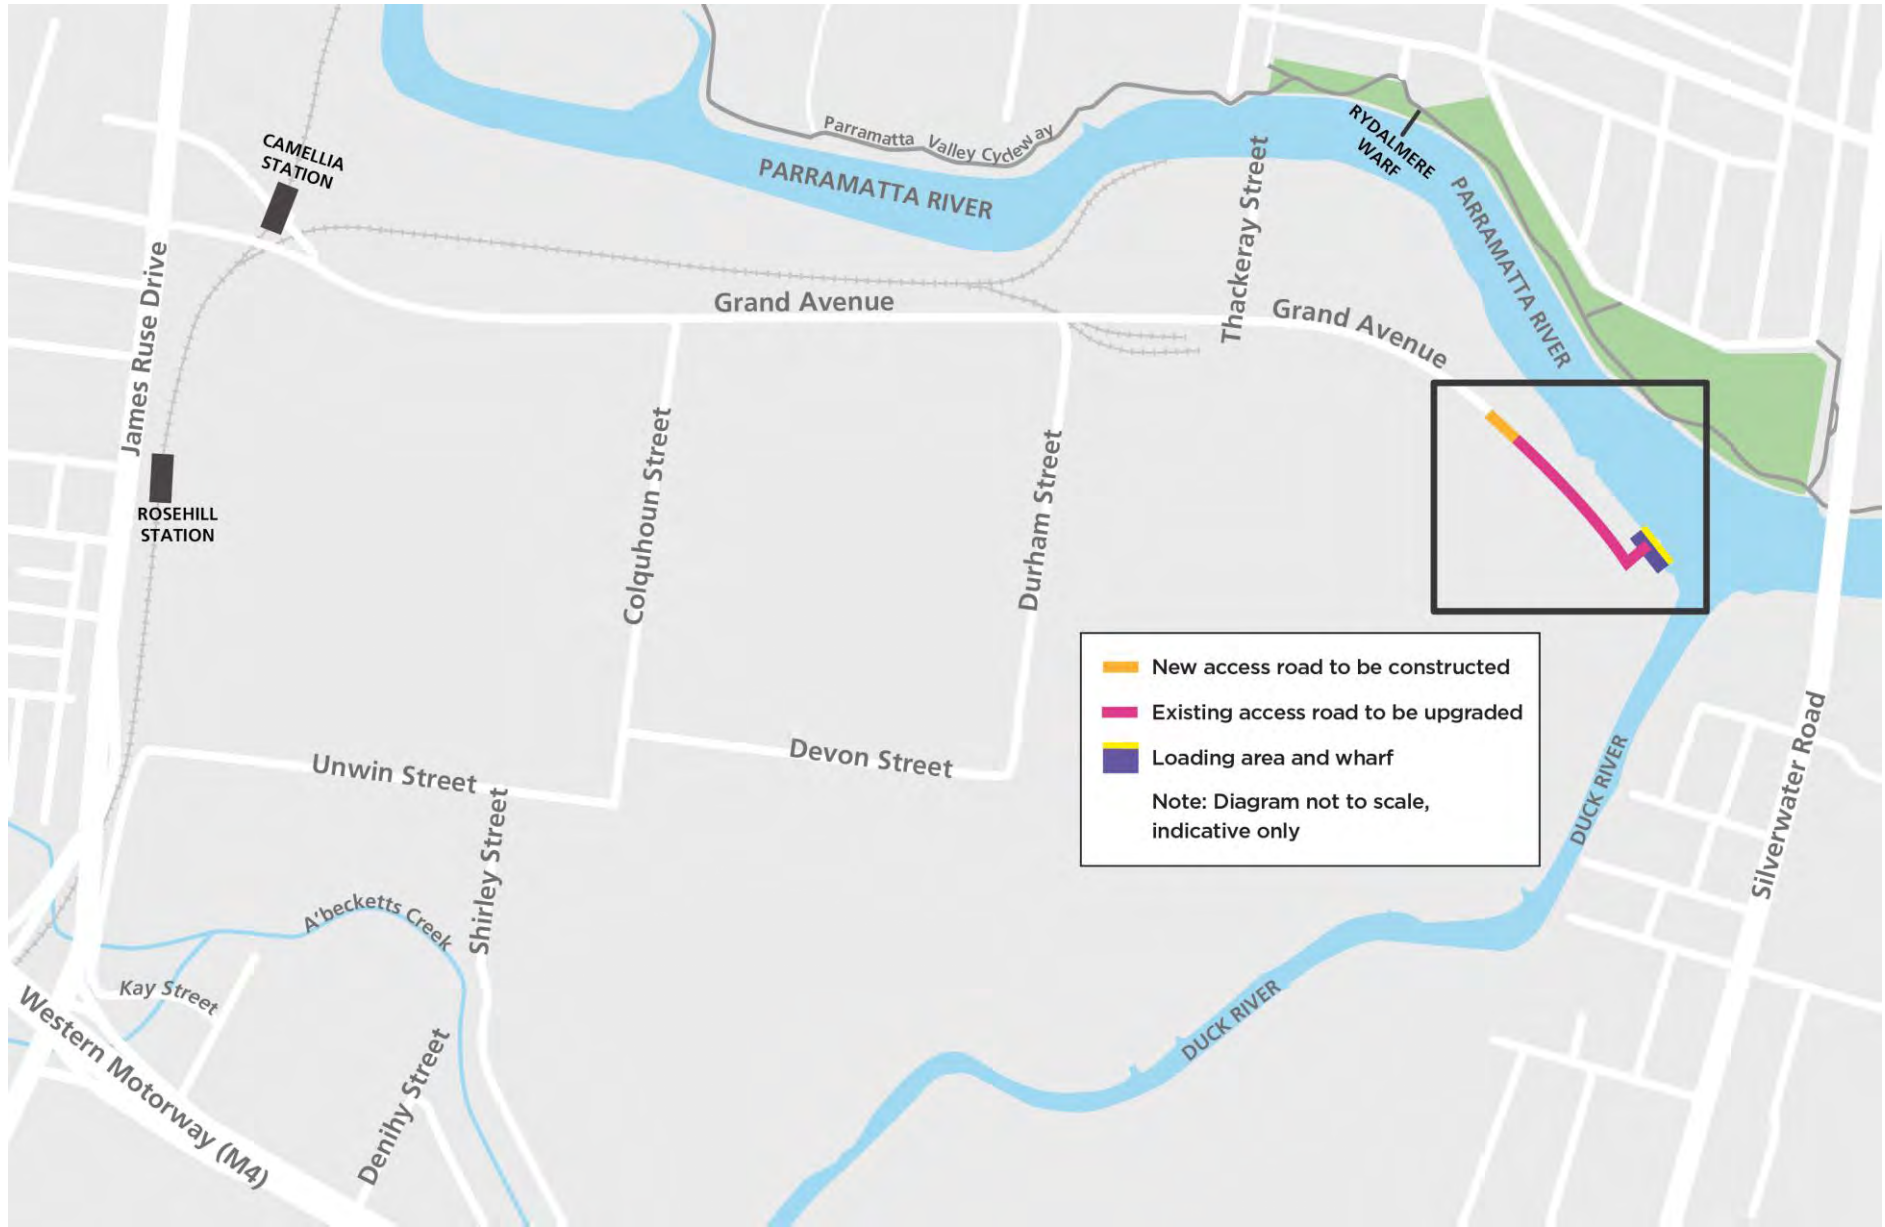 CAMELLIA
STATION
Parramatta Valley Cycleway
PARRAMATTA RIVER
RYDALMERE
WARF
PARRAMATTA RIVER
PARRAMATTA RIVER
Thackeray Street
James Ruse Drive
Grand Avenue
Grand Avenue
ROSEHILL
STATION
Colquhoun Street
Durham Street
New access road to be constructed
Existing access road to be upgraded
Loading area and wharf
Note: Diagram not to scale,
indicative only
Unwin Street
Devon Street
DUCK RIVER
Silverwater Road
Shirley Street
A'becketts Creek
Kay Street
DUCK RIVER
Western Motorway (M4)
Denihy Street